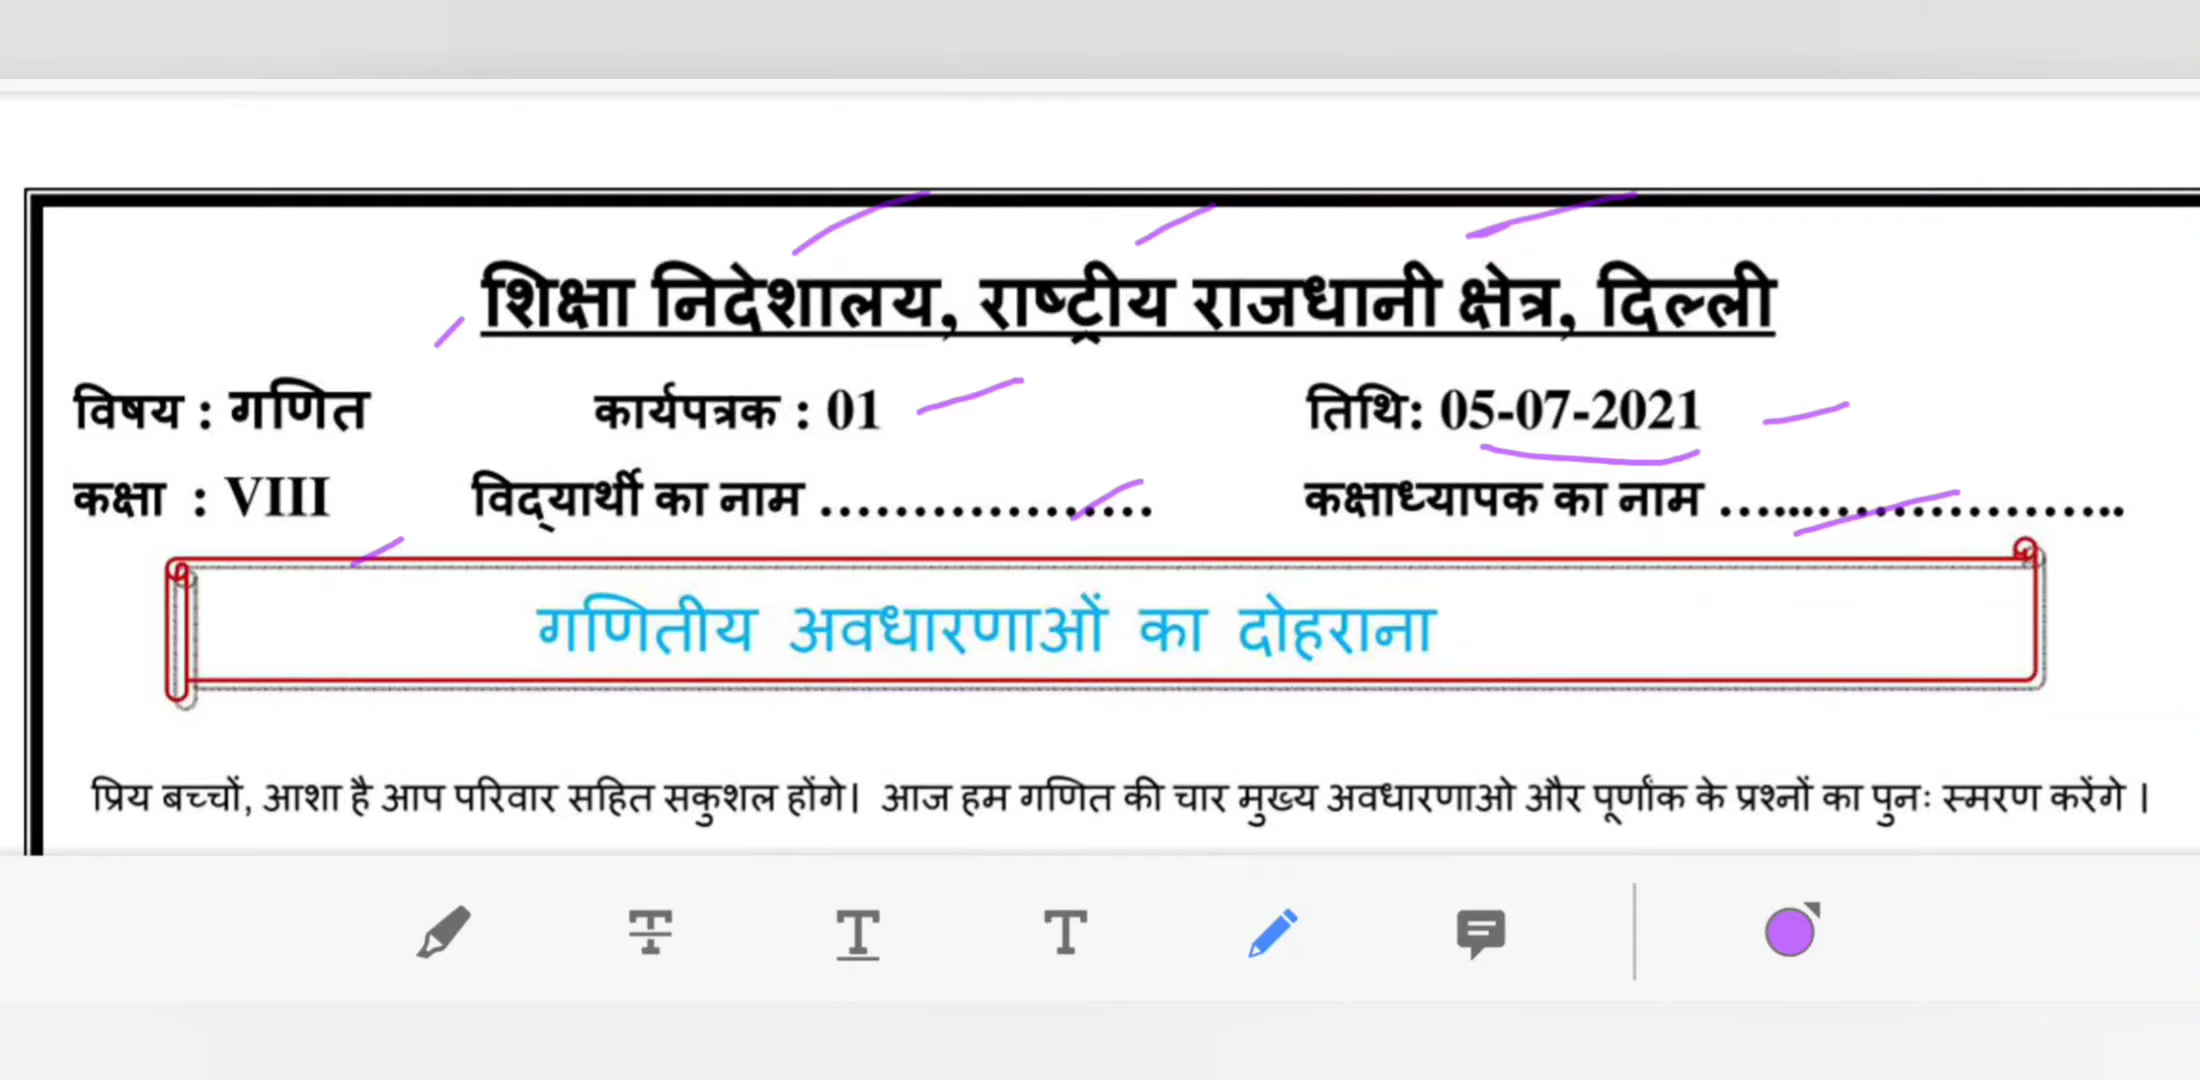 शिक्षा निदेशालय, राष्ट्रीय राजधानी क्षेत्र, दिल्ली
विषय : गणित कार्यपत्रक : 01 तिथि: 05-07-2021
कक्षा : VIII विद्यार्थी का नाम .................. कक्षाध्यापक का नाम ......................
गणितीय अवधारणाओं का दोहराना
प्रिय बच्चों, आशा है आप परिवार सहित सकुशल होंगे। आज हम गणित की चार मुख्य अवधारणाओ और पूर्णांक के प्रश्नों का पुनः स्मरण करेंगे ।